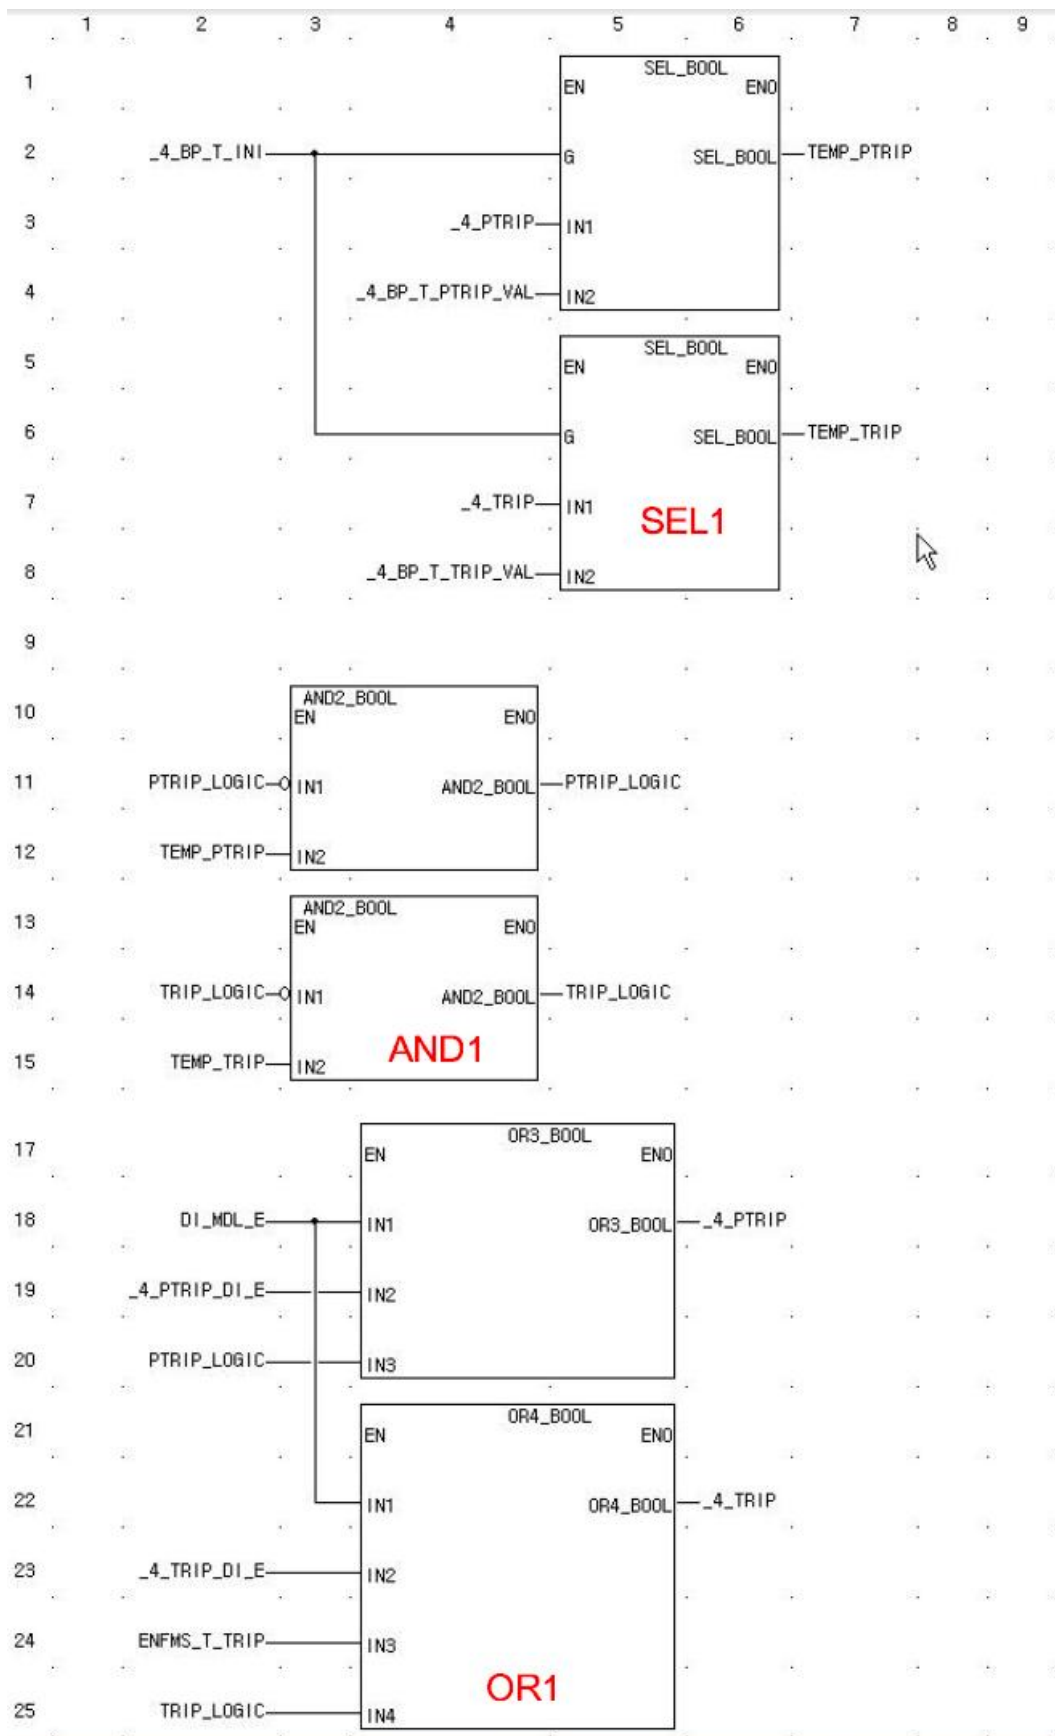 1 2 3 4 5 6 7 8 9
1 SEL_BOOL
EN ENO
2 _4_BP_T_INI G SEL_BOOL TEMP_PTRIP
3 _4_PTRIP IN1
4 _4_BP_T_PTRIP_VAL IN2
5 SEL_BOOL
EN ENO
6 G SEL_BOOL TEMP_TRIP
7 _4_TRIP IN1
SEL1
8 _4_BP_T_TRIP_VAL IN2
9
10 AND2_BOOL
EN ENO
11 PTRIP_LOGIC IN1 AND2_BOOL PTRIP_LOGIC
12 TEMP_PTRIP IN2
13 AND2_BOOL
EN ENO
14 TRIP_LOGIC IN1 AND2_BOOL TRIP_LOGIC
AND1
15 TEMP_TRIP IN2
17 OR3_BOOL
EN ENO
18 DI_MDL_E IN1 OR3_BOOL _4_PTRIP
19 _4_PTRIP_DI_E IN2
20 PTRIP_LOGIC IN3
21 OR4_BOOL
EN ENO
22 IN1 OR4_BOOL _4_TRIP
23 _4_TRIP_DI_E IN2
24 ENFMS_T_TRIP IN3
OR1
25 TRIP_LOGIC IN4